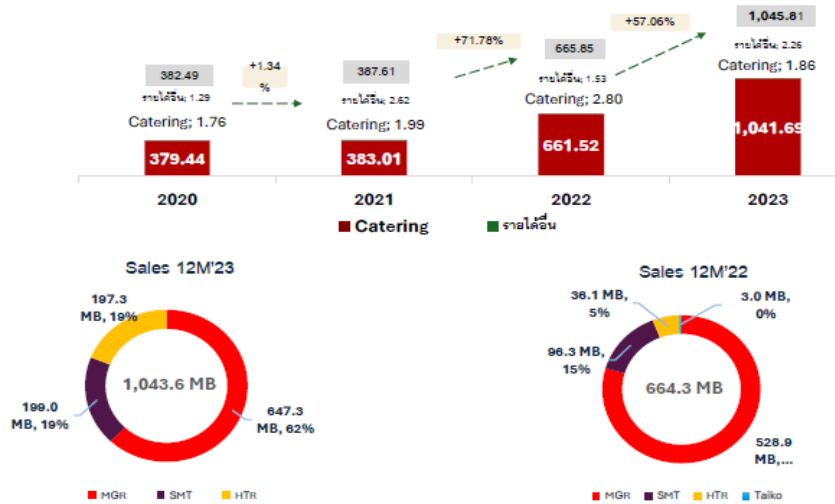 382.49
+1.34
%
387.61
+71.78%
665.85
+57.06%
1,045.81
รายได้อื่น; 1.29
รายได้อื่น; 2.62
รายได้อื่น; 1.53
รายได้อื่น; 2.26
Catering; 1.76
Catering; 1.99
Catering; 2.80
Catering; 1.86
379.44
383.01
661.52
1,041.69
2020
2021
2022
2023
Catering
รายได้อื่น
Sales 12M'23
197.3
MB, 19%
1,043.6 MB
199.0
MB, 19%
647.3
MB, 62%
MGR
SMT
HTR
Sales 12M'22
36.1 MB,
5%
3.0 MB,
0%
96.3 MB,
15%
664.3 MB
528.9
MB,...
MGR
SMT
HTR
Taiko